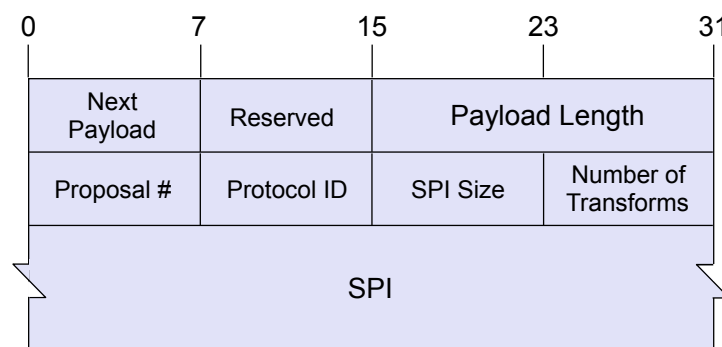 0 7 15 23 31
Next
Payload
Reserved
Payload Length
Proposal #
Protocol ID
SPI Size
Number of
Transforms
SPI